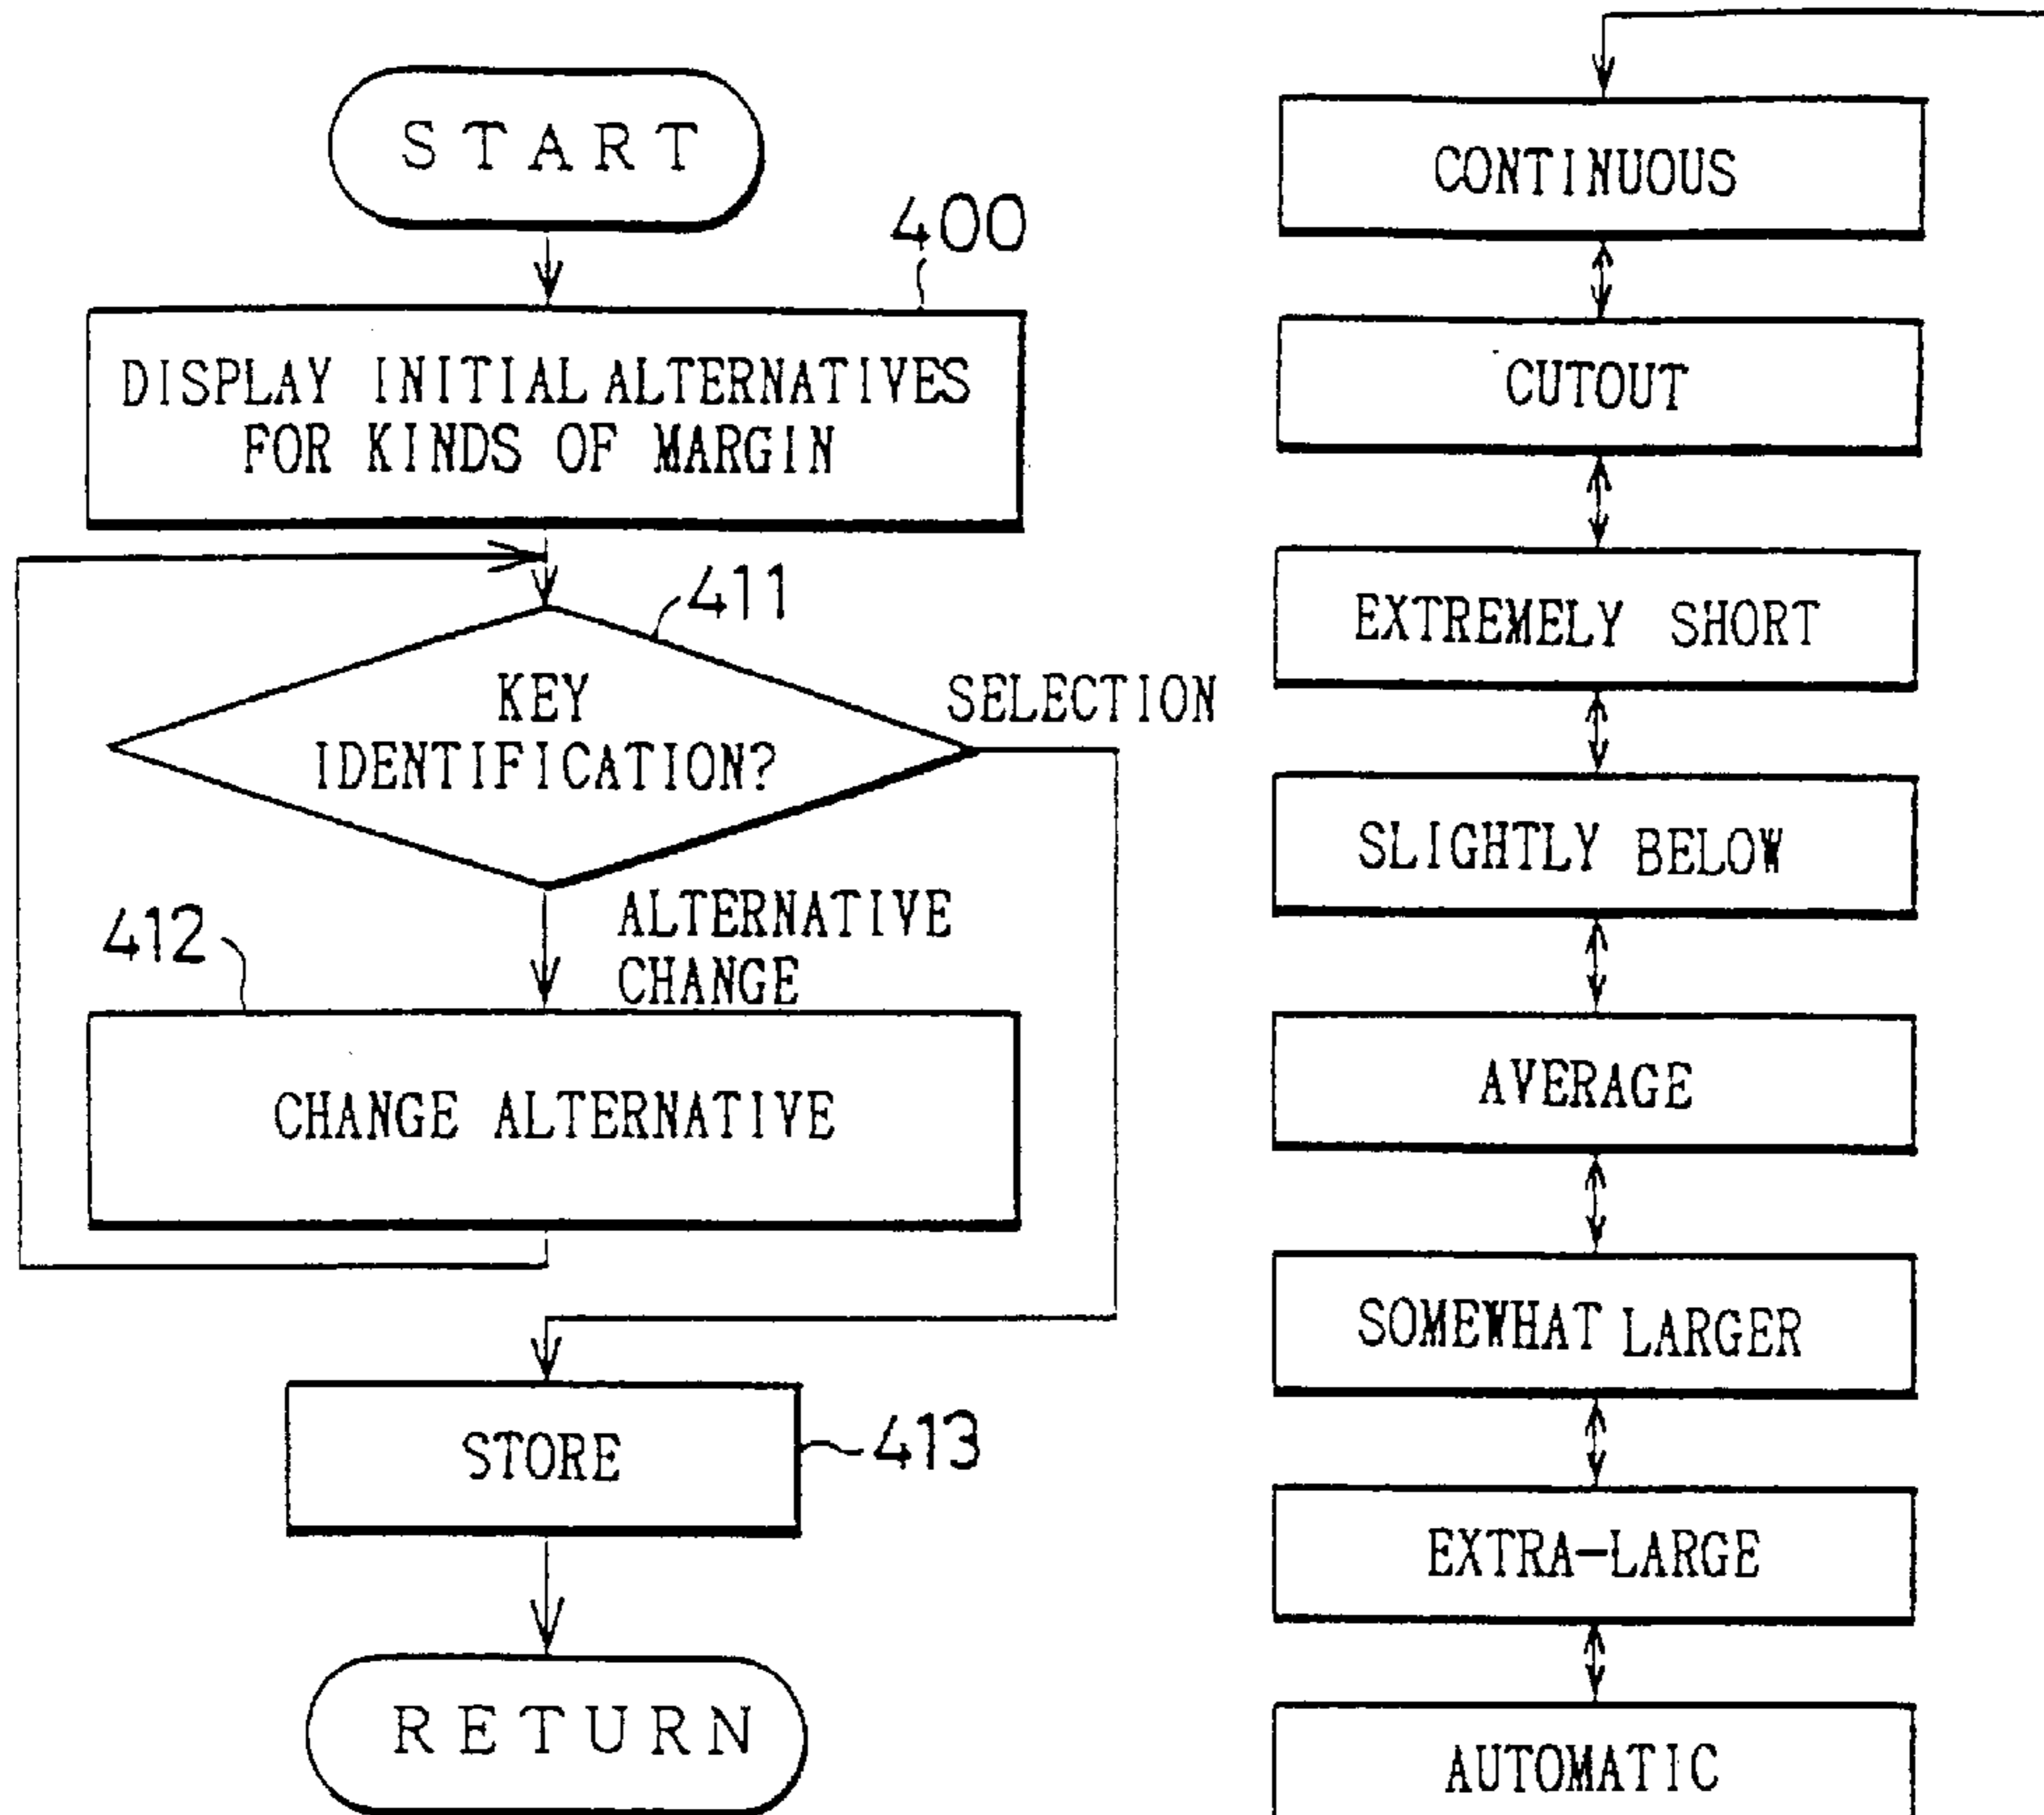 START
400
DISPLAY INITIAL ALTERNATIVES
FOR KINDS OF MARGIN
411
KEY
IDENTIFICATION?
SELECTION
ALTERNATIVE
CHANGE
412
CHANGE ALTERNATIVE
STORE
413
RETURN
CONTINUOUS
CUTOUT
EXTREMELY SHORT
SLIGHTLY BELOW
AVERAGE
SOMEWHAT LARGER
EXTRA-LARGE
AUTOMATIC